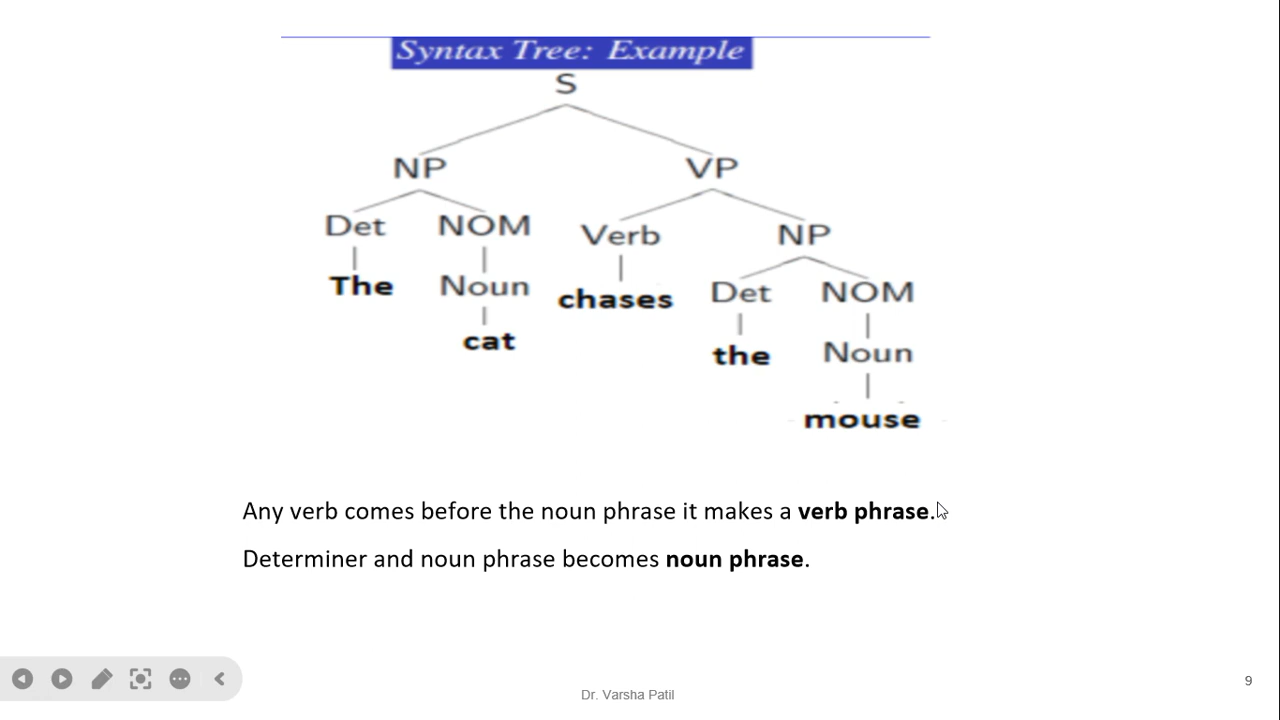 Syntax Tree: Example
S
NP VP
Det NOM Verb NP
The Noun chases Det NOM
cat the Noun
mouse
Any verb comes before the noun phrase it makes a verb phrase.
Determiner and noun phrase becomes noun phrase.
Dr. Varsha Patil
9